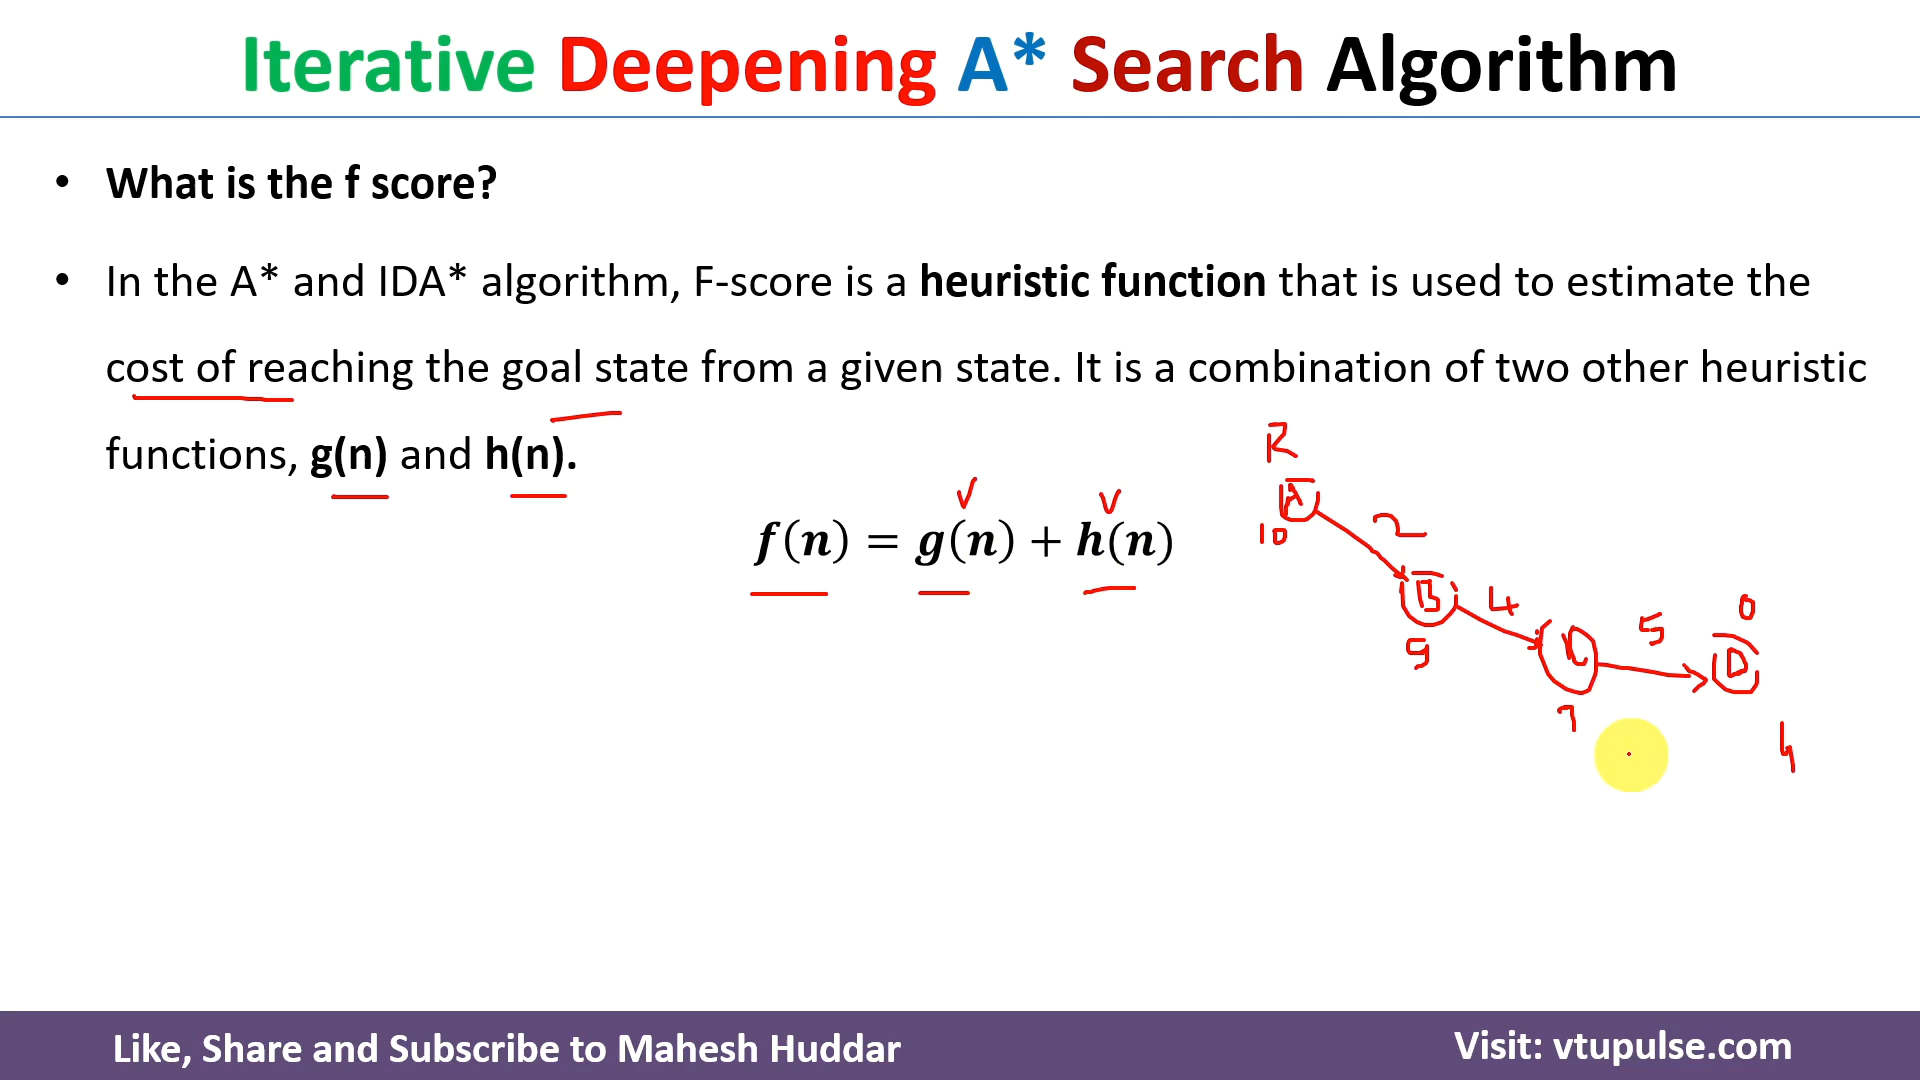 Iterative Deepening A* Search Algorithm
• What is the f score?
• In the A* and IDA* algorithm, F-score is a heuristic function that is used to estimate the
cost of reaching the goal state from a given state. It is a combination of two other heuristic
functions, g(n) and h(n).
R
f(n) = g(n) + h(n)
A
10
2
B
4
9
C
7
5
0
D
h
Like, Share and Subscribe to Mahesh Huddar
Visit: vtupulse.com